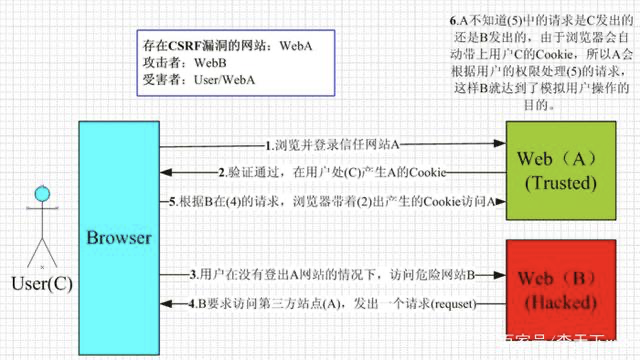 存在CSRF漏洞的网站：WebA
攻击者：WebB
受害者：User/WebA
6.A不知道(5)中的请求是C发出的
还是B发出的，由于浏览器会自
动带上用户C的Cookie，所以A会
根据用户的权限处理(5)的请求，
这样B就达到了模拟用户操作的
目的。
1.浏览并登录信任网站A
2.验证通过，在用户处(C)产生A的Cookie
5.根据B在(4)的请求，浏览器带着(2)出产生的Cookie访问A
3.用户在没有登出A网站的情况下，访问危险网站B
4.B要求访问第三方站点(A)，发出一个请求(requset)
User(C)
Browser
Web（A）
(Trusted)
Web（B）
(Hacked)